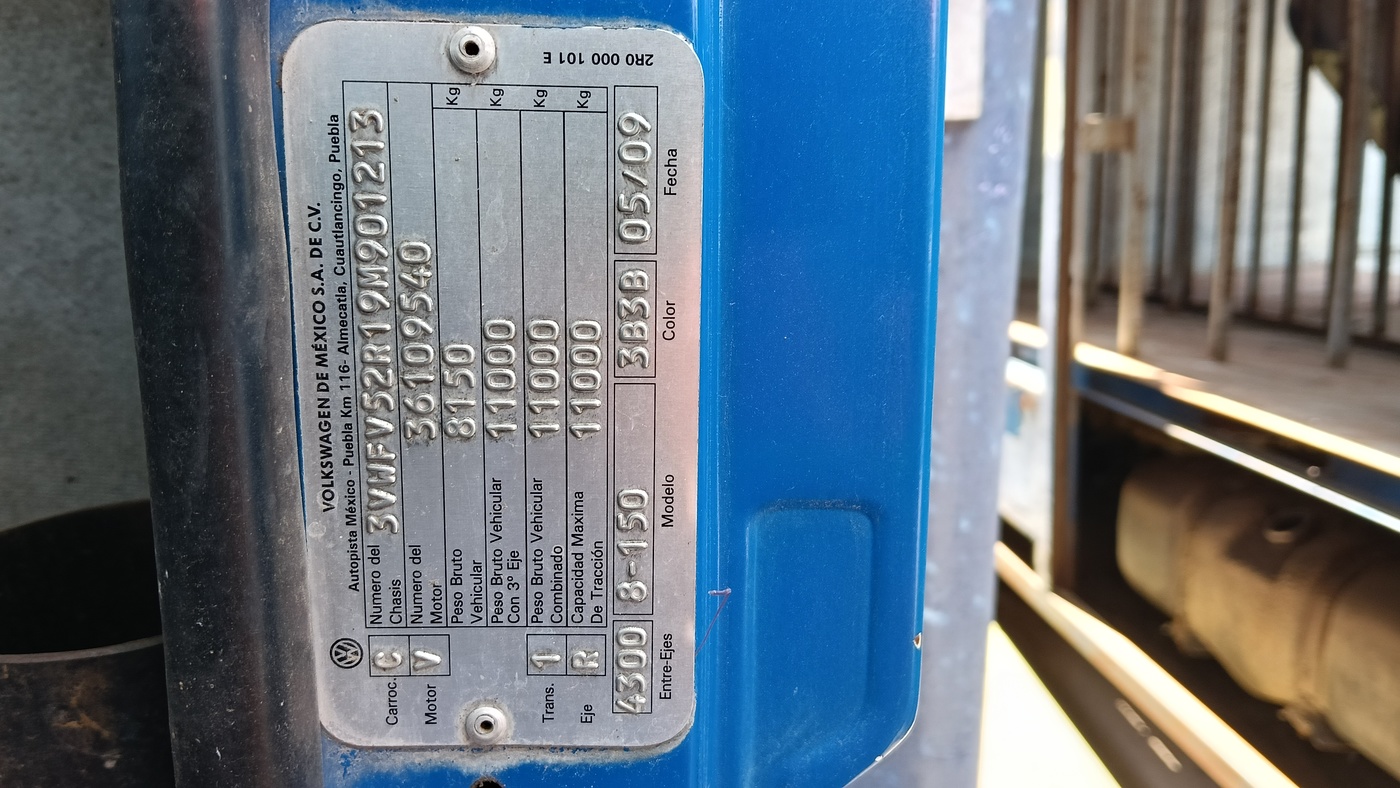 2R0 000 101 E
VOLKSWAGEN DE MÉXICO S.A. DE C.V.
Autopista México - Puebla Km 116- Almecatla, Cuautlancingo, Puebla
Carroc. C Numero del Chasis 3VHFV52R19M901213
Motor V Numero del Motor 36109540
Peso Bruto Vehicular 8150 Kg
Peso Bruto Vehicular Con 3º Eje 11000 Kg
Trans. 1 Peso Bruto Vehicular Combinado 11000 Kg
Eje R Capacidad Maxima De Tracción 11000 Kg
4300 8-150 3B3B 05/09
Entre-Ejes Modelo Color Fecha